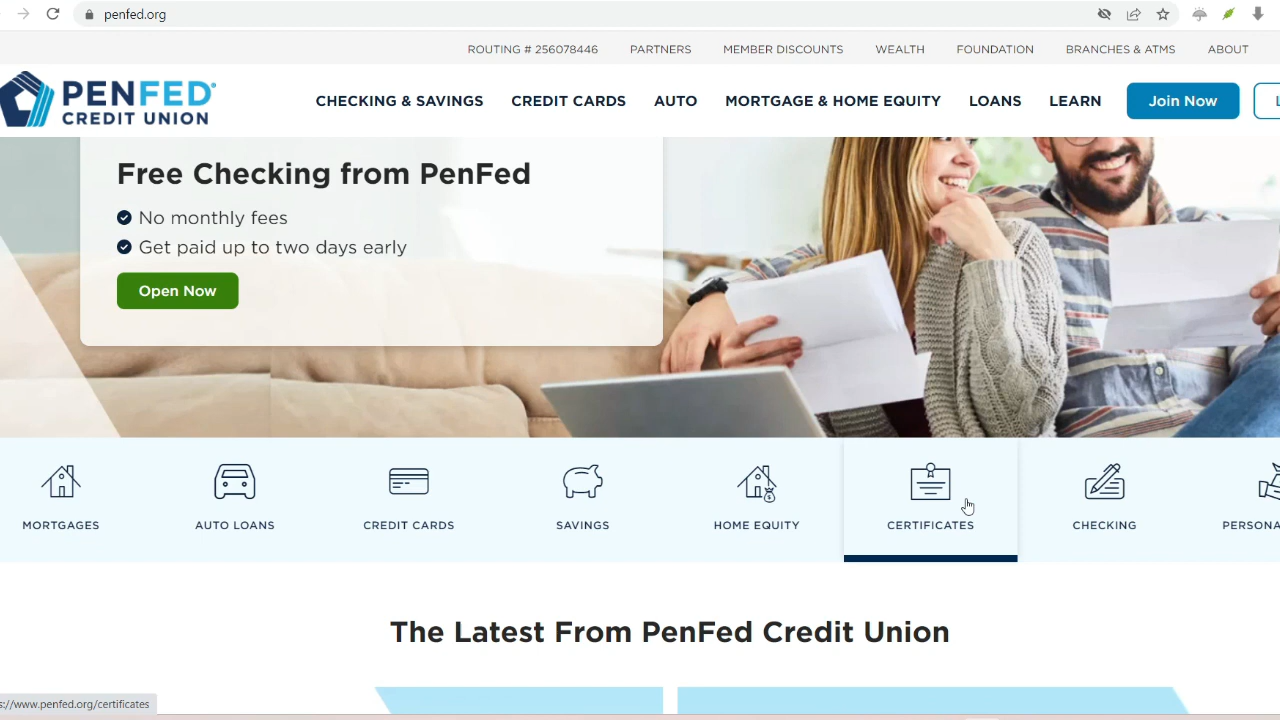 penfed.org
ROUTING # 256078446 PARTNERS MEMBER DISCOUNTS WEALTH FOUNDATION BRANCHES & ATMS ABOUT
PENFED
CREDIT UNION
CHECKING & SAVINGS CREDIT CARDS AUTO MORTGAGE & HOME EQUITY LOANS LEARN Join Now L
Free Checking from PenFed
No monthly fees
Get paid up to two days early
Open Now
MORTGAGES AUTO LOANS CREDIT CARDS SAVINGS HOME EQUITY CERTIFICATES CHECKING PERSONA
The Latest From PenFed Credit Union
s://www.penfed.org/certificates